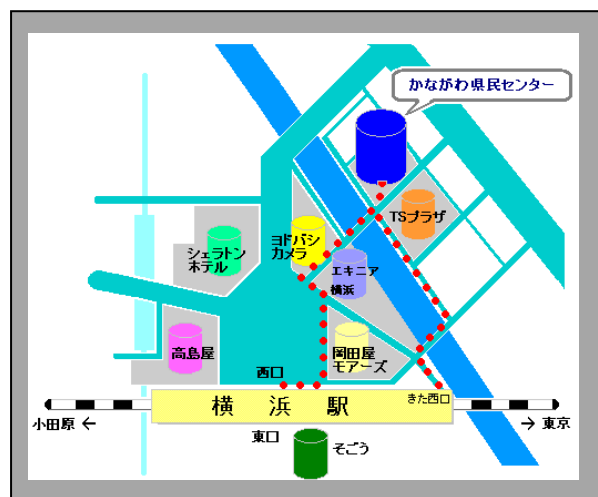 かながわ県民センター
TSプラザ
ヨドバシ
カメラ
シェラトン
ホテル
エキニア
横浜
高島屋
岡田屋
モアーズ
西口
横浜駅
きた西口
小田原 ←
→ 東京
東口
そごう